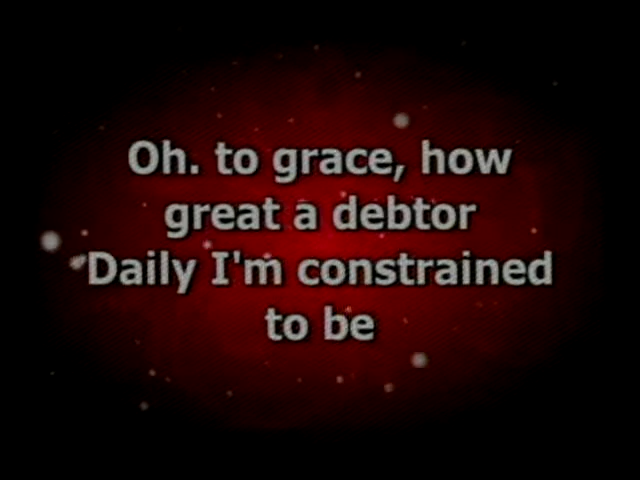 Oh. to grace, how
great a debtor
Daily I'm constrained
to be